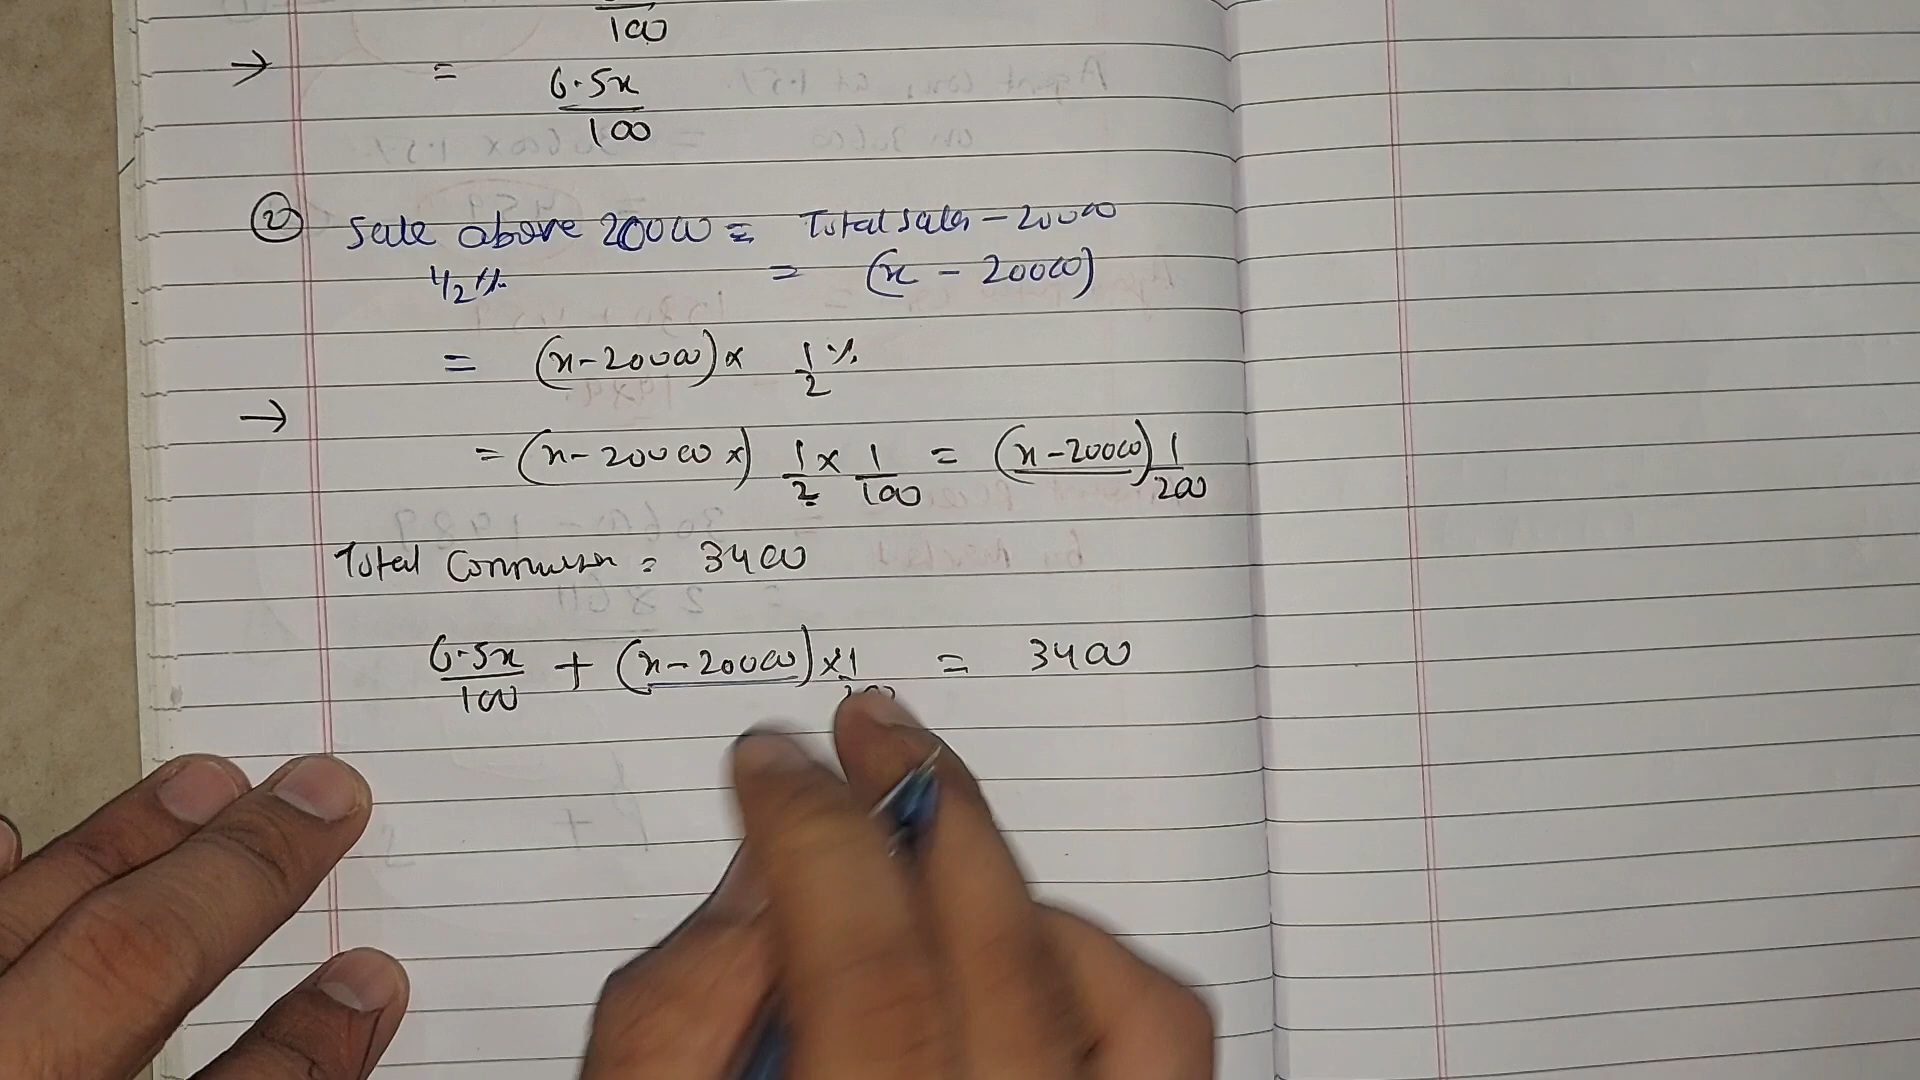 100
→ = 6.5x
100
② Sale above 20000 = Total sales - 20000
1/2 %. = (x - 20000)
= (x-20000) x 1/2 %
→
= (x-20000 x) 1/2 x 1/100 = (x-20000) 1/200
Total Commission = 3400
6.5x/100 + (x-20000) x 1/200 = 3400